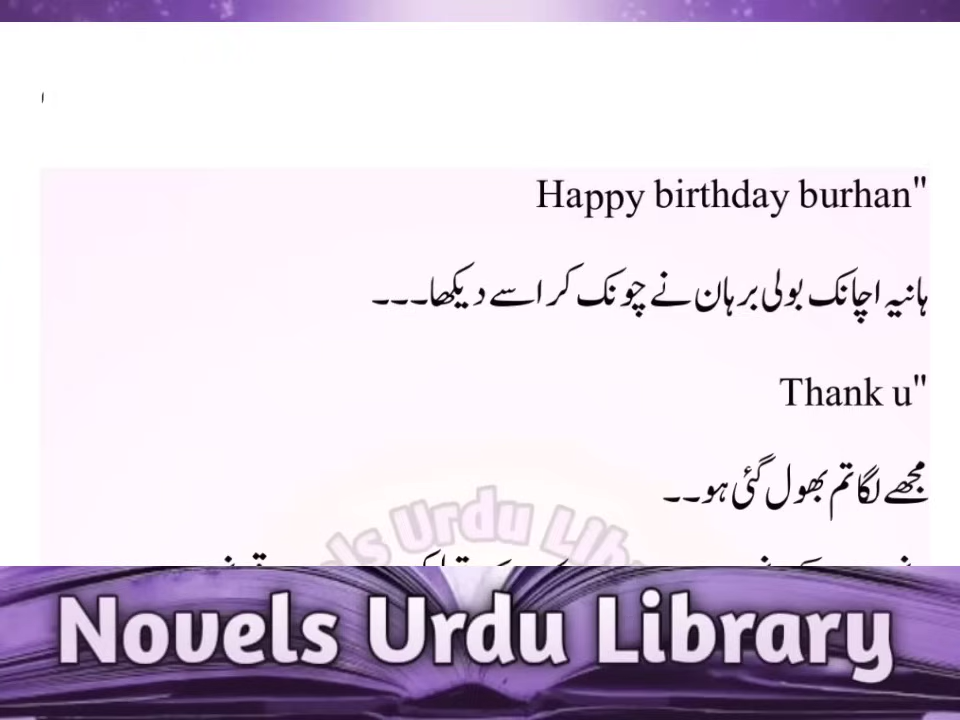 Happy birthday burhan"
ہانیہ اچانک بولی برہان نے چونک کر اسے دیکھا۔۔۔
Thank u"
مجھے لگا تم بھول گئی ہو۔۔
Novels Urdu Library